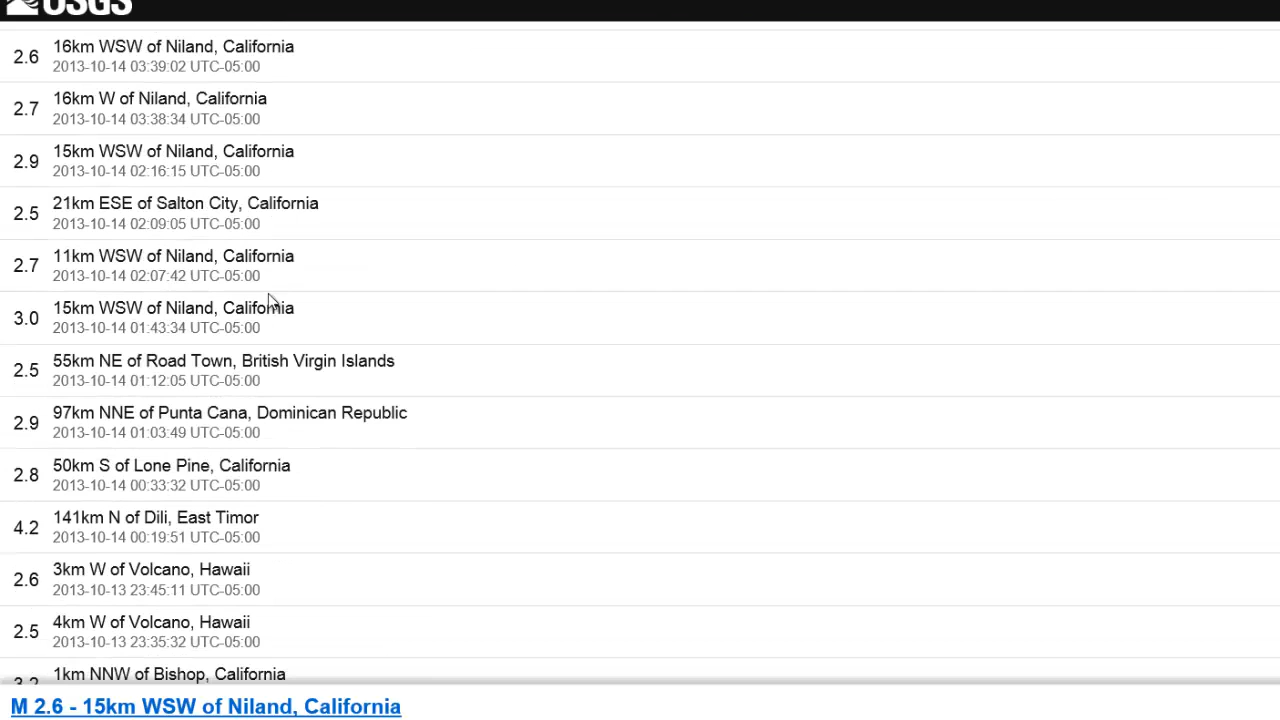 USGS
2.6
16km WSW of Niland, California
2013-10-14 03:39:02 UTC-05:00
2.7
16km W of Niland, California
2013-10-14 03:38:34 UTC-05:00
2.9
15km WSW of Niland, California
2013-10-14 02:16:15 UTC-05:00
2.5
21km ESE of Salton City, California
2013-10-14 02:09:05 UTC-05:00
2.7
11km WSW of Niland, California
2013-10-14 02:07:42 UTC-05:00
3.0
15km WSW of Niland, California
2013-10-14 01:43:34 UTC-05:00
2.5
55km NE of Road Town, British Virgin Islands
2013-10-14 01:12:05 UTC-05:00
2.9
97km NNE of Punta Cana, Dominican Republic
2013-10-14 01:03:49 UTC-05:00
2.8
50km S of Lone Pine, California
2013-10-14 00:33:32 UTC-05:00
4.2
141km N of Dili, East Timor
2013-10-14 00:19:51 UTC-05:00
2.6
3km W of Volcano, Hawaii
2013-10-13 23:45:11 UTC-05:00
2.5
4km W of Volcano, Hawaii
2013-10-13 23:35:32 UTC-05:00
1km NNW of Bishop, California
M 2.6 - 15km WSW of Niland, California